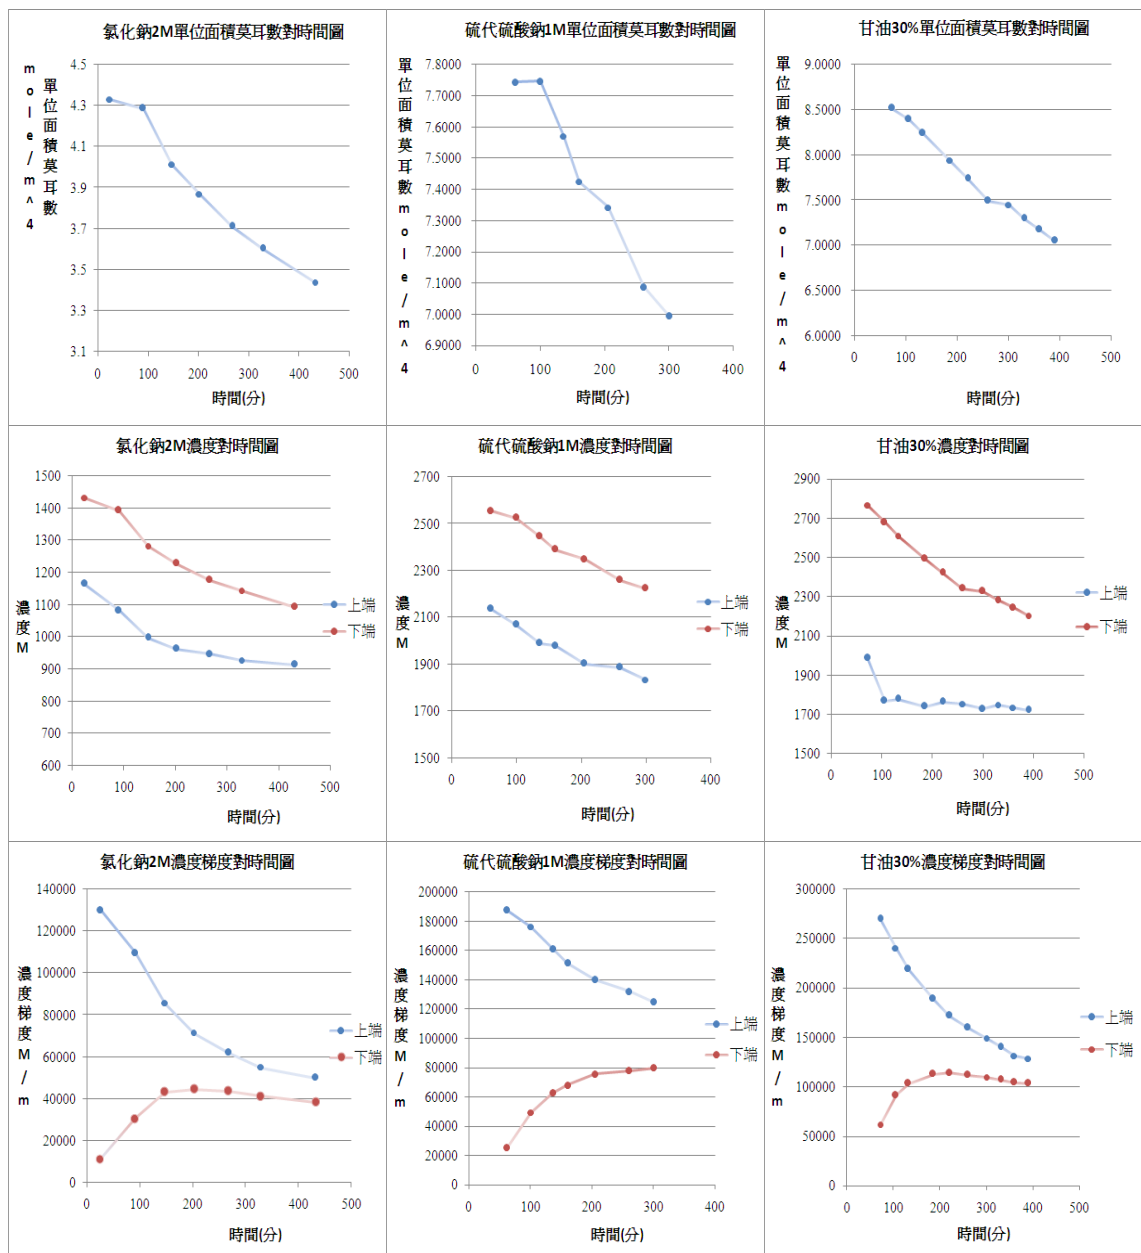 氯化鈉2M單位面積莫耳數對時間圖
單位面積莫耳數
mole/m^4
4.5
4.3
4.1
3.9
3.7
3.5
3.3
3.1
0 100 200 300 400 500
時間(分)
硫代硫酸鈉1M單位面積莫耳數對時間圖
單位面積莫耳數mole/m^4
7.8000
7.7000
7.6000
7.5000
7.4000
7.3000
7.2000
7.1000
7.0000
6.9000
0 100 200 300 400
時間(分)
甘油30%單位面積莫耳數對時間圖
單位面積莫耳數mole/m^4
9.0000
8.5000
8.0000
7.5000
7.0000
6.5000
6.0000
0 100 200 300 400 500
時間(分)
氯化鈉2M濃度對時間圖
濃度M
1500
1400
1300
1200
1100
1000
900
800
700
600
0 100 200 300 400 500
時間(分)
上端
下端
硫代硫酸鈉1M濃度對時間圖
濃度M
2700
2500
2300
2100
1900
1700
1500
0 100 200 300 400
時間(分)
上端
下端
甘油30%濃度對時間圖
濃度M
2900
2700
2500
2300
2100
1900
1700
1500
0 100 200 300 400 500
時間(分)
上端
下端
氯化鈉2M濃度梯度對時間圖
濃度梯度M/m
140000
120000
100000
80000
60000
40000
20000
0
0 100 200 300 400 500
時間(分)
上端
下端
硫代硫酸鈉1M濃度梯度對時間圖
濃度梯度M/m
200000
180000
160000
140000
120000
100000
80000
60000
40000
20000
0
0 100 200 300 400
時間(分)
上端
下端
甘油30%濃度梯度對時間圖
濃度梯度M/m
300000
250000
200000
150000
100000
50000
0
0 100 200 300 400 500
時間(分)
上端
下端